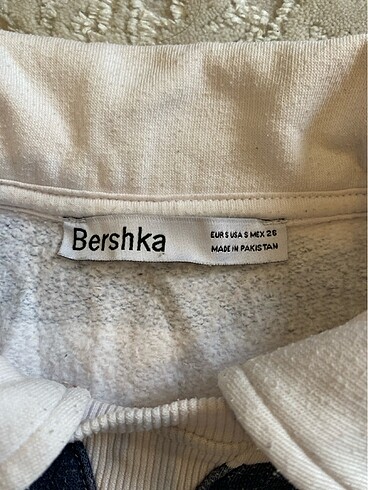 Bershka
EUR S USA S MEX 26
MADE IN PAKISTAN